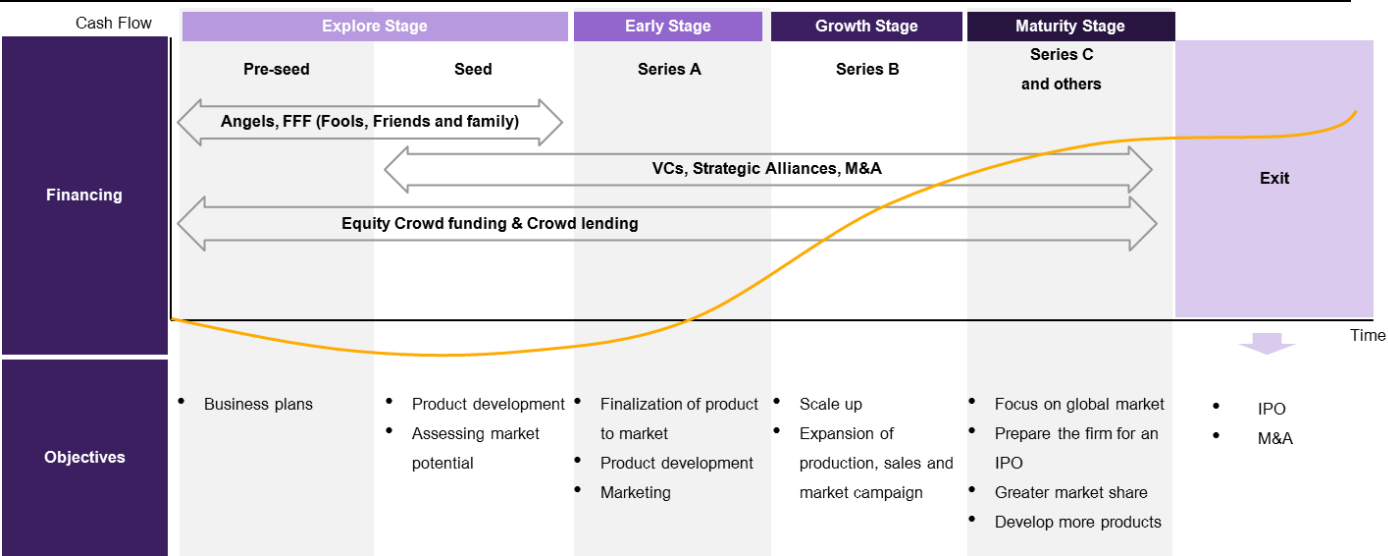 Cash Flow
Explore Stage
Early Stage
Growth Stage
Maturity Stage
Pre-seed
Seed
Series A
Series B
Series C
and others
Angels, FFF (Fools, Friends and family)
VCs, Strategic Alliances, M&A
Financing
Exit
Equity Crowd funding & Crowd lending
Time
Objectives
• Business plans
• Product development
• Assessing market
potential
• Finalization of product
to market
• Product development
• Marketing
• Scale up
• Expansion of
production, sales and
market campaign
• Focus on global market
• Prepare the firm for an
IPO
• Greater market share
• Develop more products
• IPO
• M&A